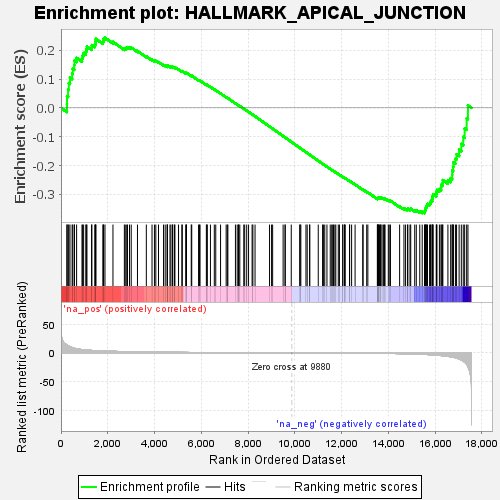 Enrichment plot: HALLMARK_APICAL_JUNCTION
Enrichment score (ES)
0.2
0.1
0.0
-0.1
-0.2
-0.3
'na_pos' (positively correlated)
Ranked list metric (PreRanked)
50
0
-50
-100
Zero cross at 9880
'na_neg' (negatively correlated)
0
2,000
4,000
6,000
8,000
10,000
12,000
14,000
16,000
18,000
Rank in Ordered Dataset
Enrichment profile
Hits
Ranking metric scores